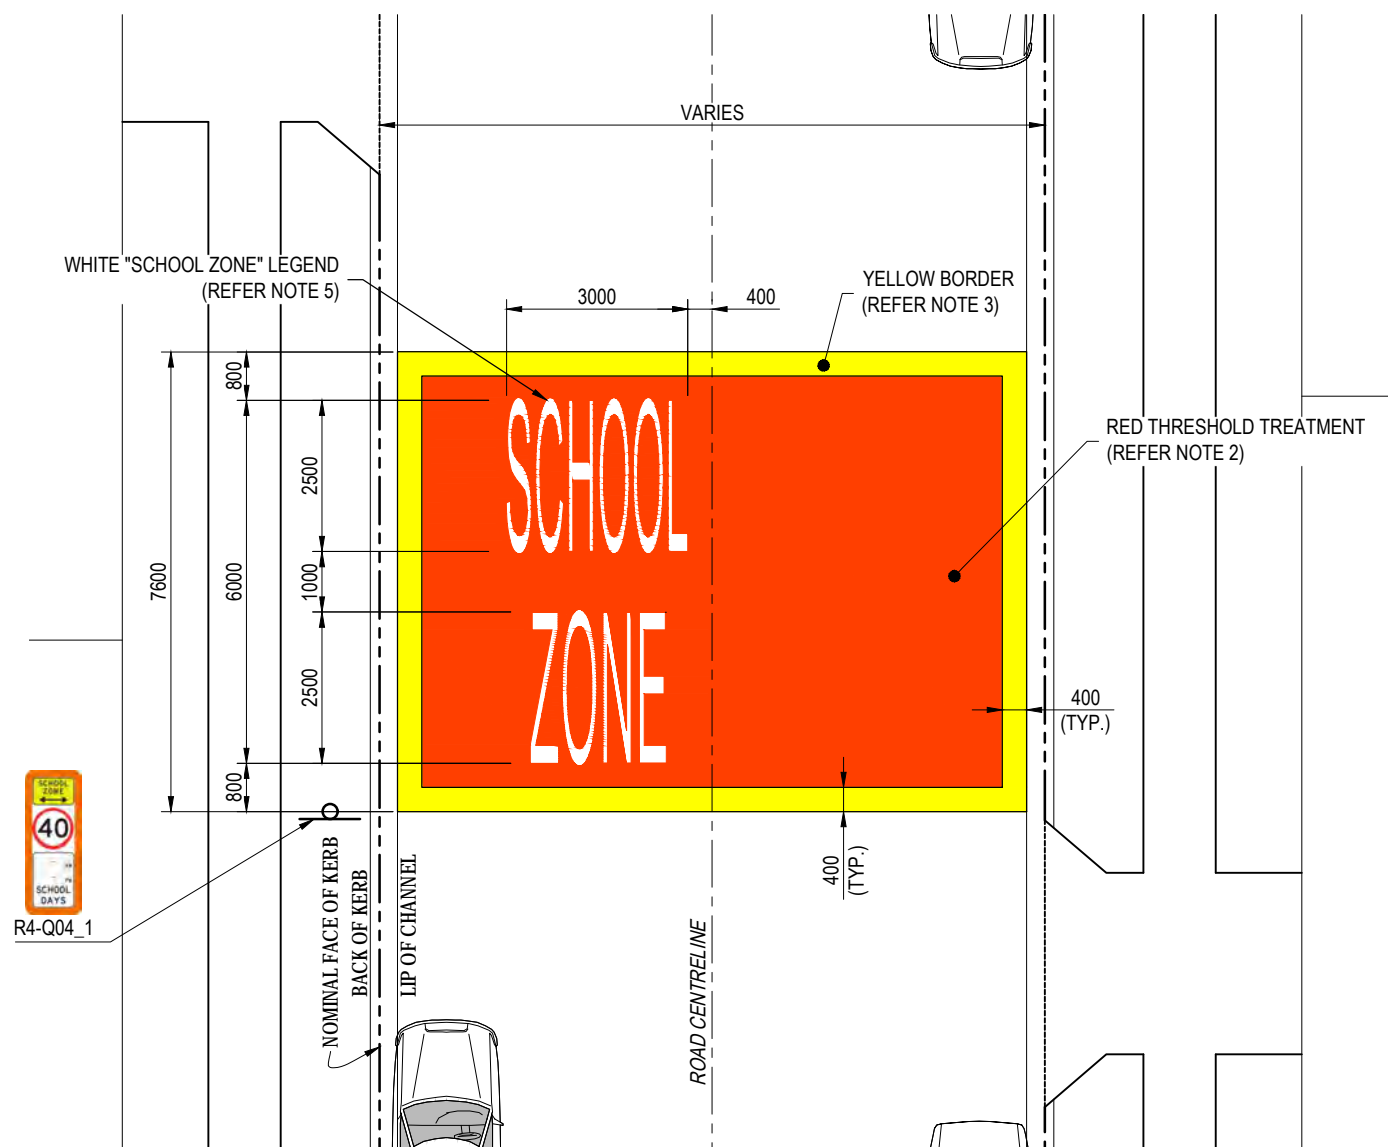 VARIES
WHITE "SCHOOL ZONE" LEGEND
(REFER NOTE 5)
3000
400
YELLOW BORDER
(REFER NOTE 3)
RED THRESHOLD TREATMENT
(REFER NOTE 2)
800
2500
7600
6000
1000
2500
800
SCHOOL
ZONE
400
(TYP.)
400
(TYP.)
SCHOOL
ZONE
40
SCHOOL
DAYS
R4-Q04_1
NOMINAL FACE OF KERB
BACK OF KERB
LIP OF CHANNEL
ROAD CENTRELINE